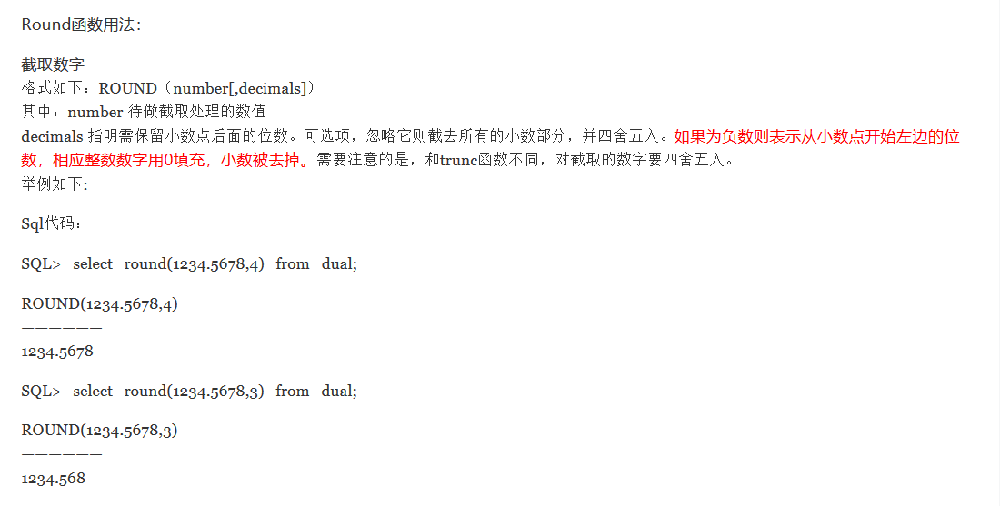 Round函数用法：
截取数字
格式如下：ROUND（number[,decimals]）
其中：number 待做截取处理的数值
decimals 指明需保留小数点后面的位数。可选项，忽略它则截去所有的小数部分，并四舍五入。如果为负数则表示从小数点开始左边的位
数，相应整数数字用0填充，小数被去掉。需要注意的是，和trunc函数不同，对截取的数字要四舍五入。
举例如下:
Sql代码：
SQL> select round(1234.5678,4) from dual;
ROUND(1234.5678,4)
——————
1234.5678
SQL> select round(1234.5678,3) from dual;
ROUND(1234.5678,3)
——————
1234.568